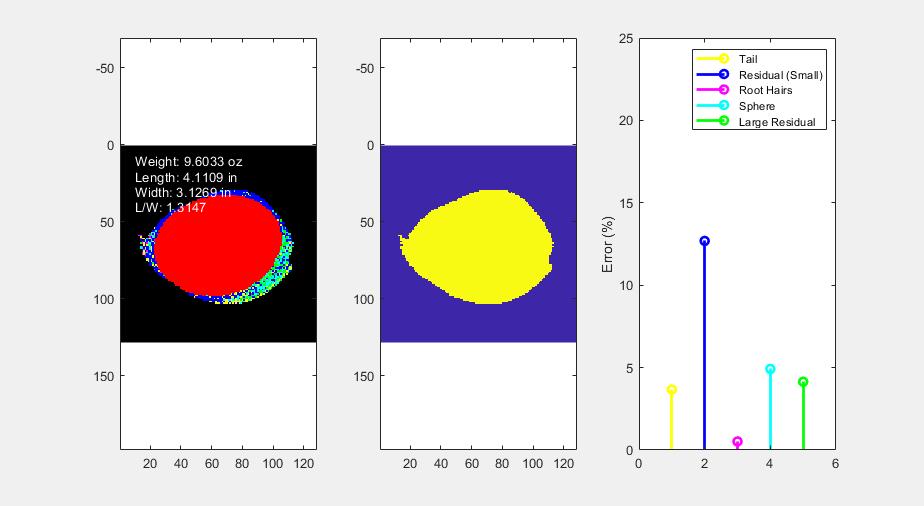 -50
0
50
100
150
20 40 60 80 100 120
Weight: 9.6033 oz
Length: 4.1109 in
Width: 3.1269 in
L/W: 1.3147
-50
0
50
100
150
20 40 60 80 100 120
25
20
15
10
5
0
Error (%)
0 2 4 6
Tail
Residual (Small)
Root Hairs
Sphere
Large Residual